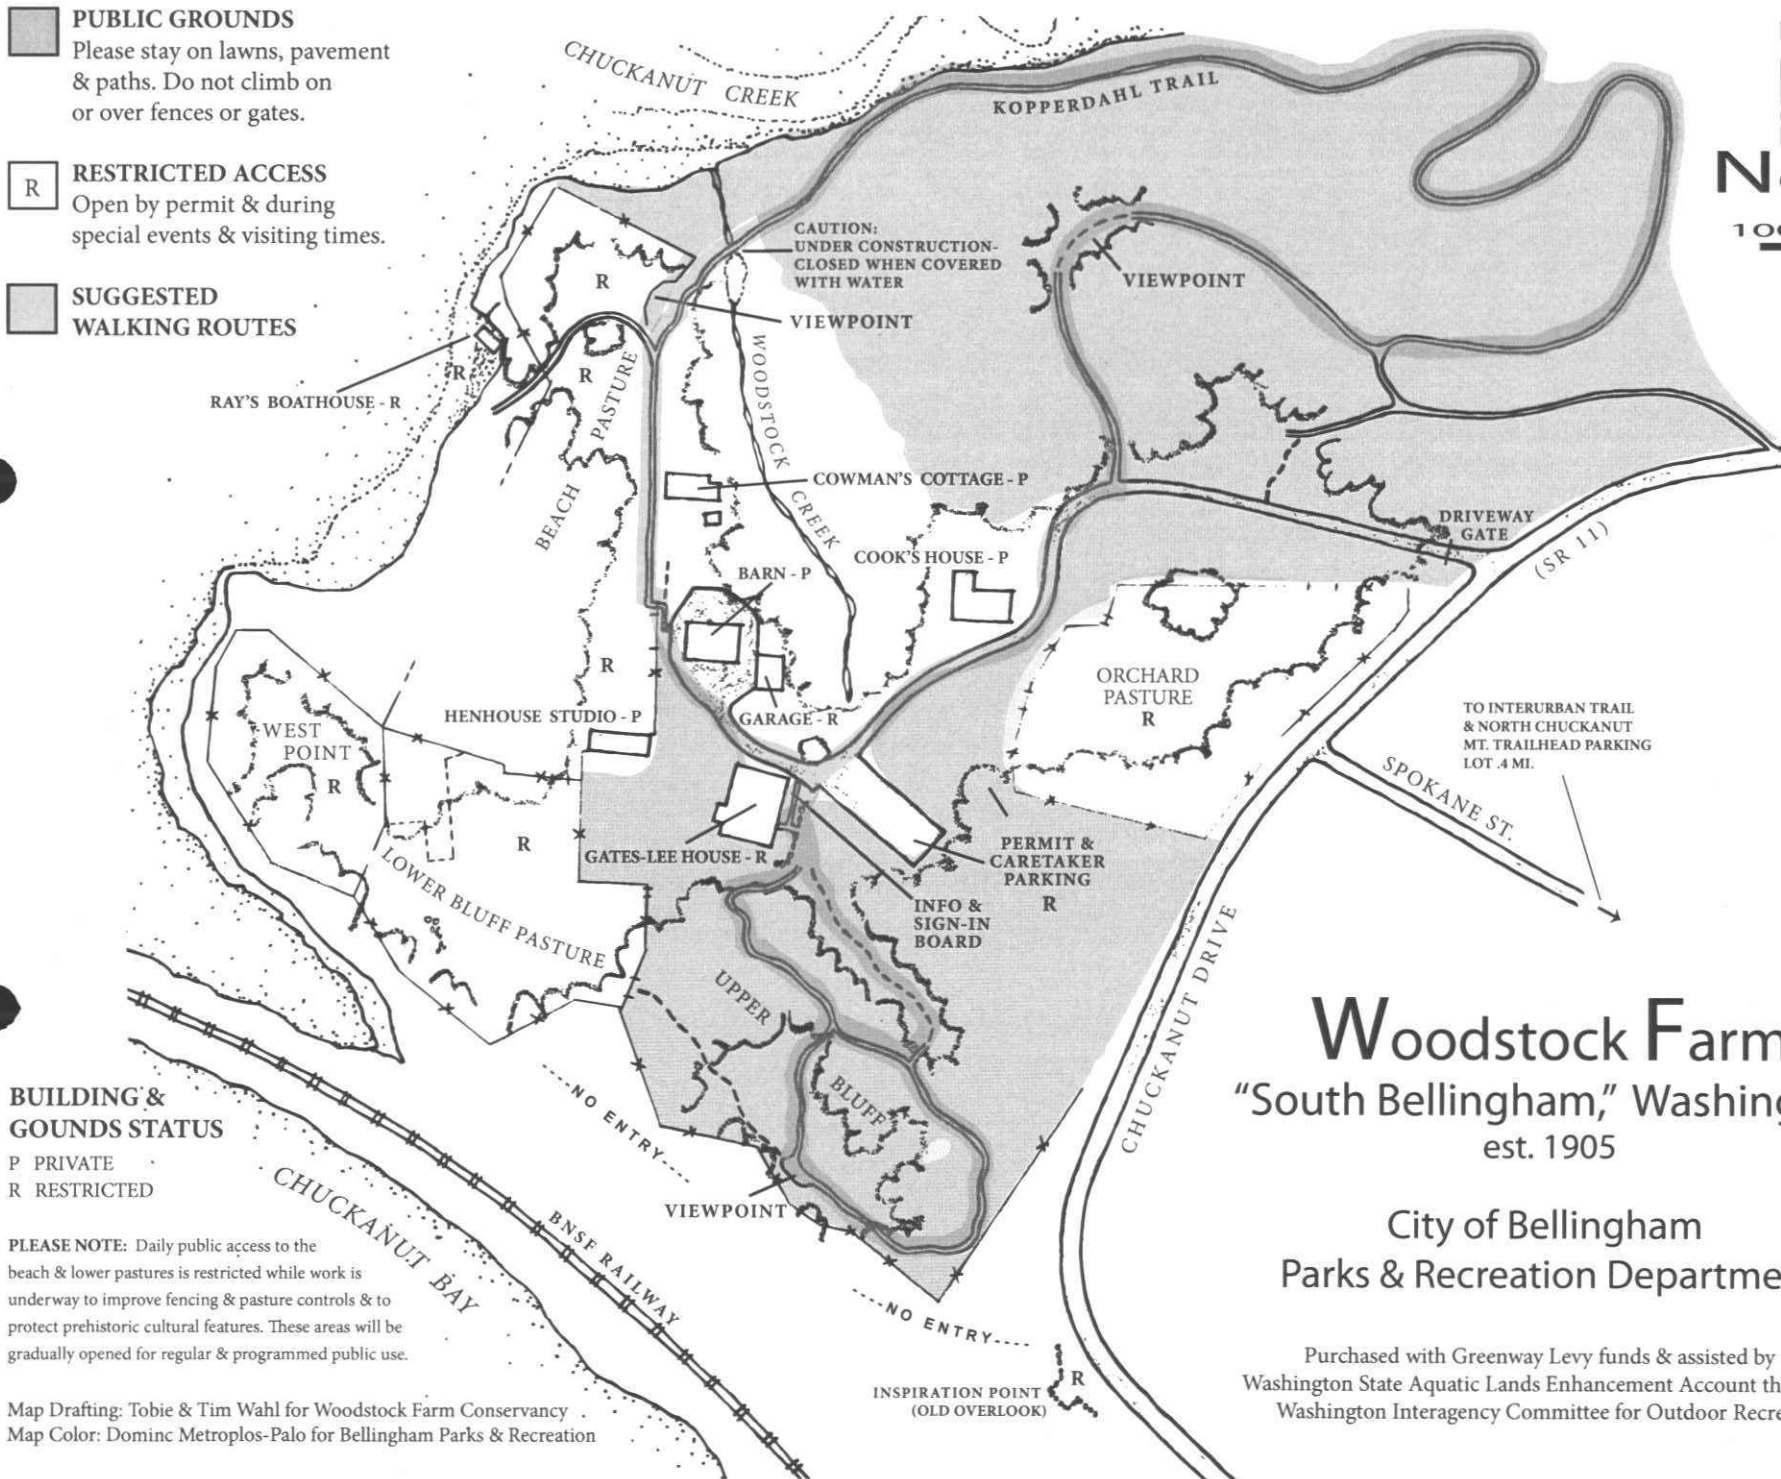 PUBLIC GROUNDS
Please stay on lawns, pavement
& paths. Do not climb on
or over fences or gates.
R
RESTRICTED ACCESS
Open by permit & during
special events & visiting times.
SUGGESTED
WALKING ROUTES
CHUCKANUT CREEK
KOPPERDAHL TRAIL
N
CAUTION:
UNDER CONSTRUCTION-
CLOSED WHEN COVERED
WITH WATER
VIEWPOINT
VIEWPOINT
R
R
R
RAY'S BOATHOUSE - R
BEACH PASTURE
WOODSTOCK CREEK
COWMAN'S COTTAGE - P
COOK'S HOUSE - P
BARN - P
DRIVEWAY
GATE
(SR 11)
R
HENHOUSE STUDIO - P
GARAGE - R
ORCHARD
PASTURE
R
WEST
POINT
R
R
TO INTERURBAN TRAIL
& NORTH CHUCKANUT
MT. TRAILHEAD PARKING
LOT .4 MI.
SPOKANE ST.
GATES-LEE HOUSE - R
LOWER BLUFF PASTURE
PERMIT &
CARETAKER
PARKING
R
INFO &
SIGN-IN
BOARD
UPPER
BLUFF
CHUCKANUT DRIVE
VIEWPOINT
----NO ENTRY----
----NO ENTRY----
INSPIRATION POINT
(OLD OVERLOOK)
R
BNSF RAILWAY
CHUCKANUT BAY
BUILDING &
GOUNDS STATUS
P PRIVATE
R RESTRICTED
PLEASE NOTE: Daily public access to the
beach & lower pastures is restricted while work is
underway to improve fencing & pasture controls & to
protect prehistoric cultural features. These areas will be
gradually opened for regular & programmed public use.
Map Drafting: Tobie & Tim Wahl for Woodstock Farm Conservancy
Map Color: Dominc Metroplos-Palo for Bellingham Parks & Recreation
Woodstock Farm
"South Bellingham," Washing
est. 1905
City of Bellingham
Parks & Recreation Departme
Purchased with Greenway Levy funds & assisted by
Washington State Aquatic Lands Enhancement Account th
Washington Interagency Committee for Outdoor Recre